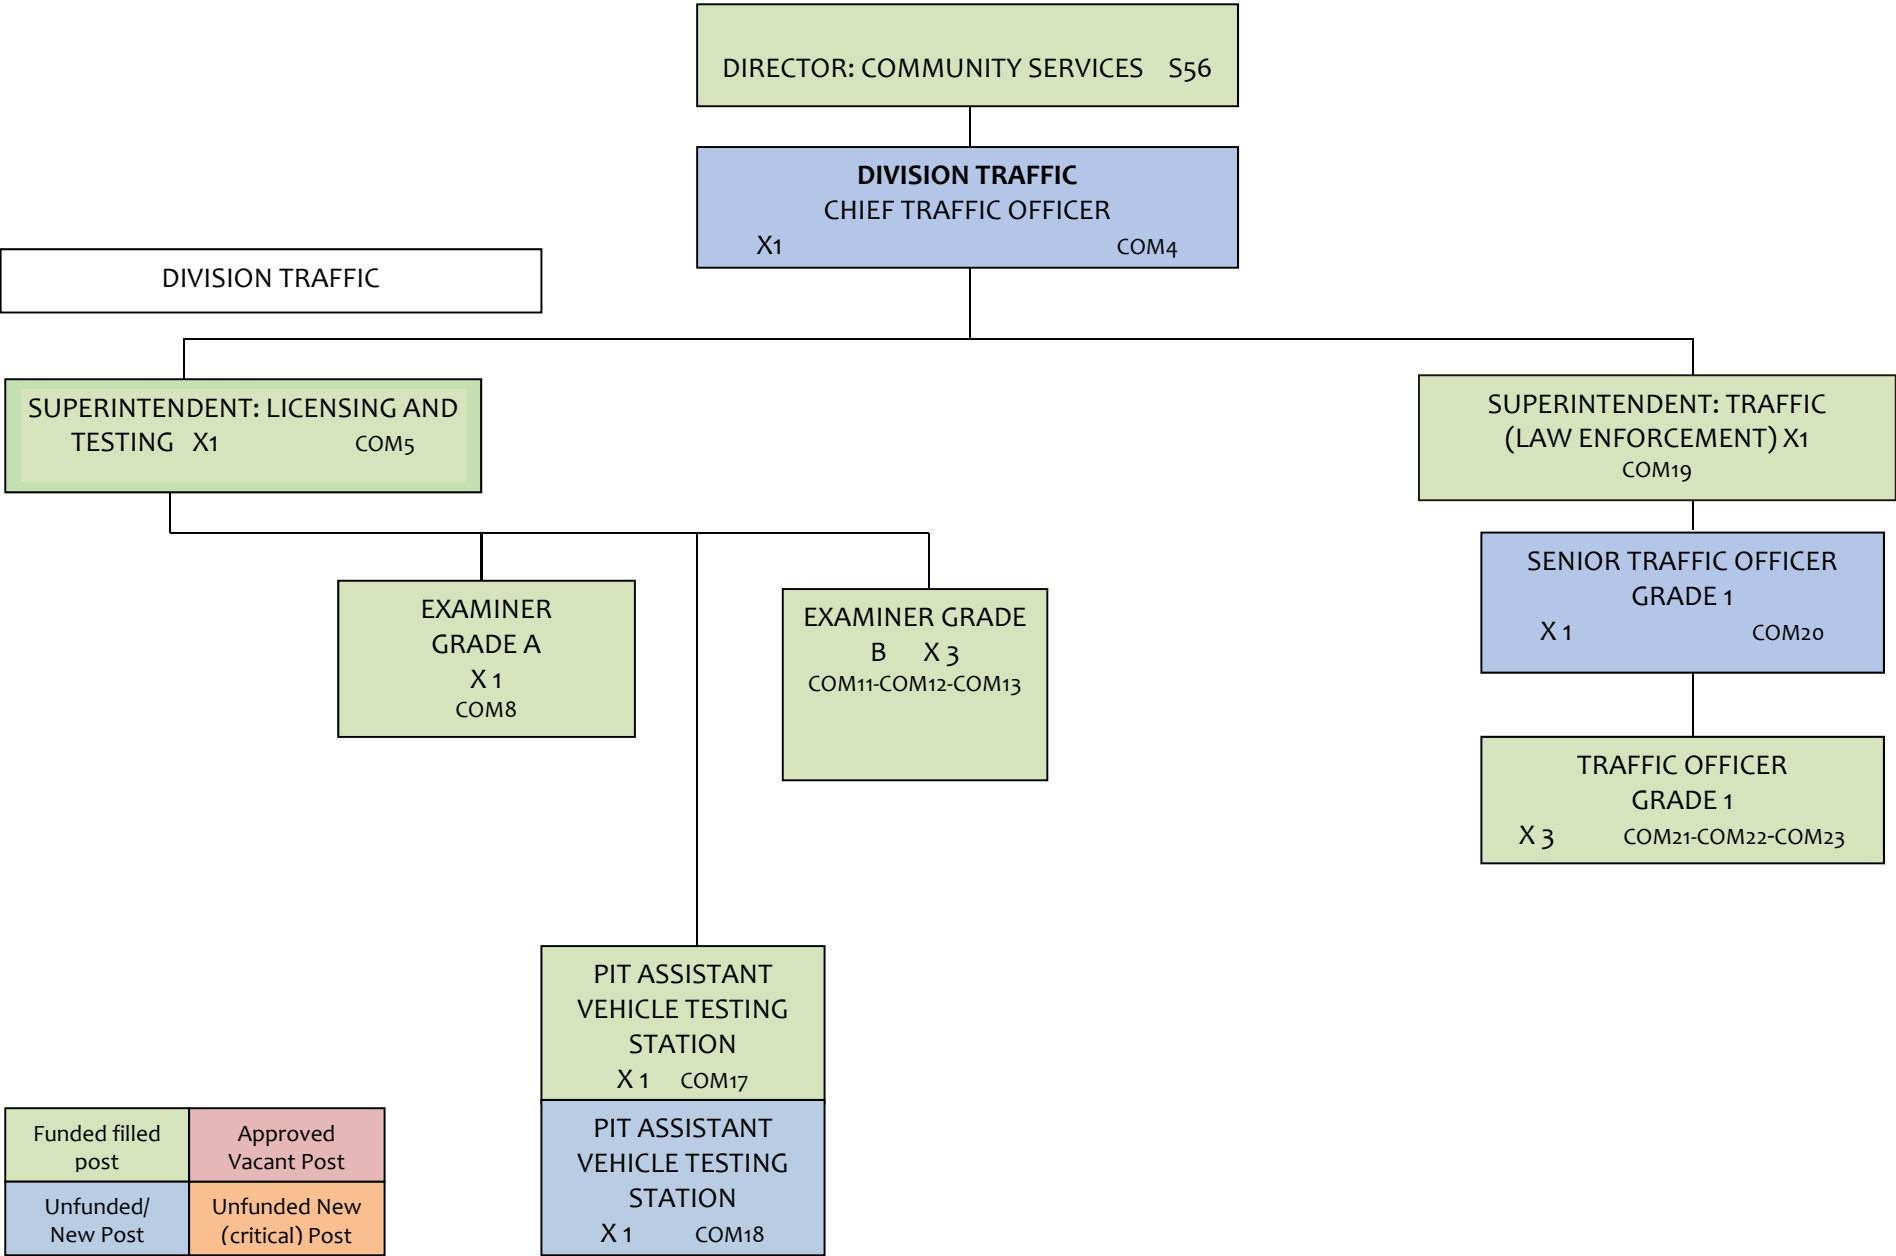 DIRECTOR: COMMUNITY SERVICES S56
DIVISION TRAFFIC
CHIEF TRAFFIC OFFICER
X1 COM4
DIVISION TRAFFIC
SUPERINTENDENT: LICENSING AND
TESTING X1 COM5
SUPERINTENDENT: TRAFFIC
(LAW ENFORCEMENT) X1
COM19
EXAMINER
GRADE A
X 1
COM8
EXAMINER GRADE
B X 3
COM11-COM12-COM13
SENIOR TRAFFIC OFFICER
GRADE 1
X 1 COM20
TRAFFIC OFFICER
GRADE 1
X 3 COM21-COM22-COM23
PIT ASSISTANT
VEHICLE TESTING
STATION
X 1 COM17
PIT ASSISTANT
VEHICLE TESTING
STATION
X 1 COM18
Funded filled
post
Approved
Vacant Post
Unfunded/
New Post
Unfunded New
(critical) Post